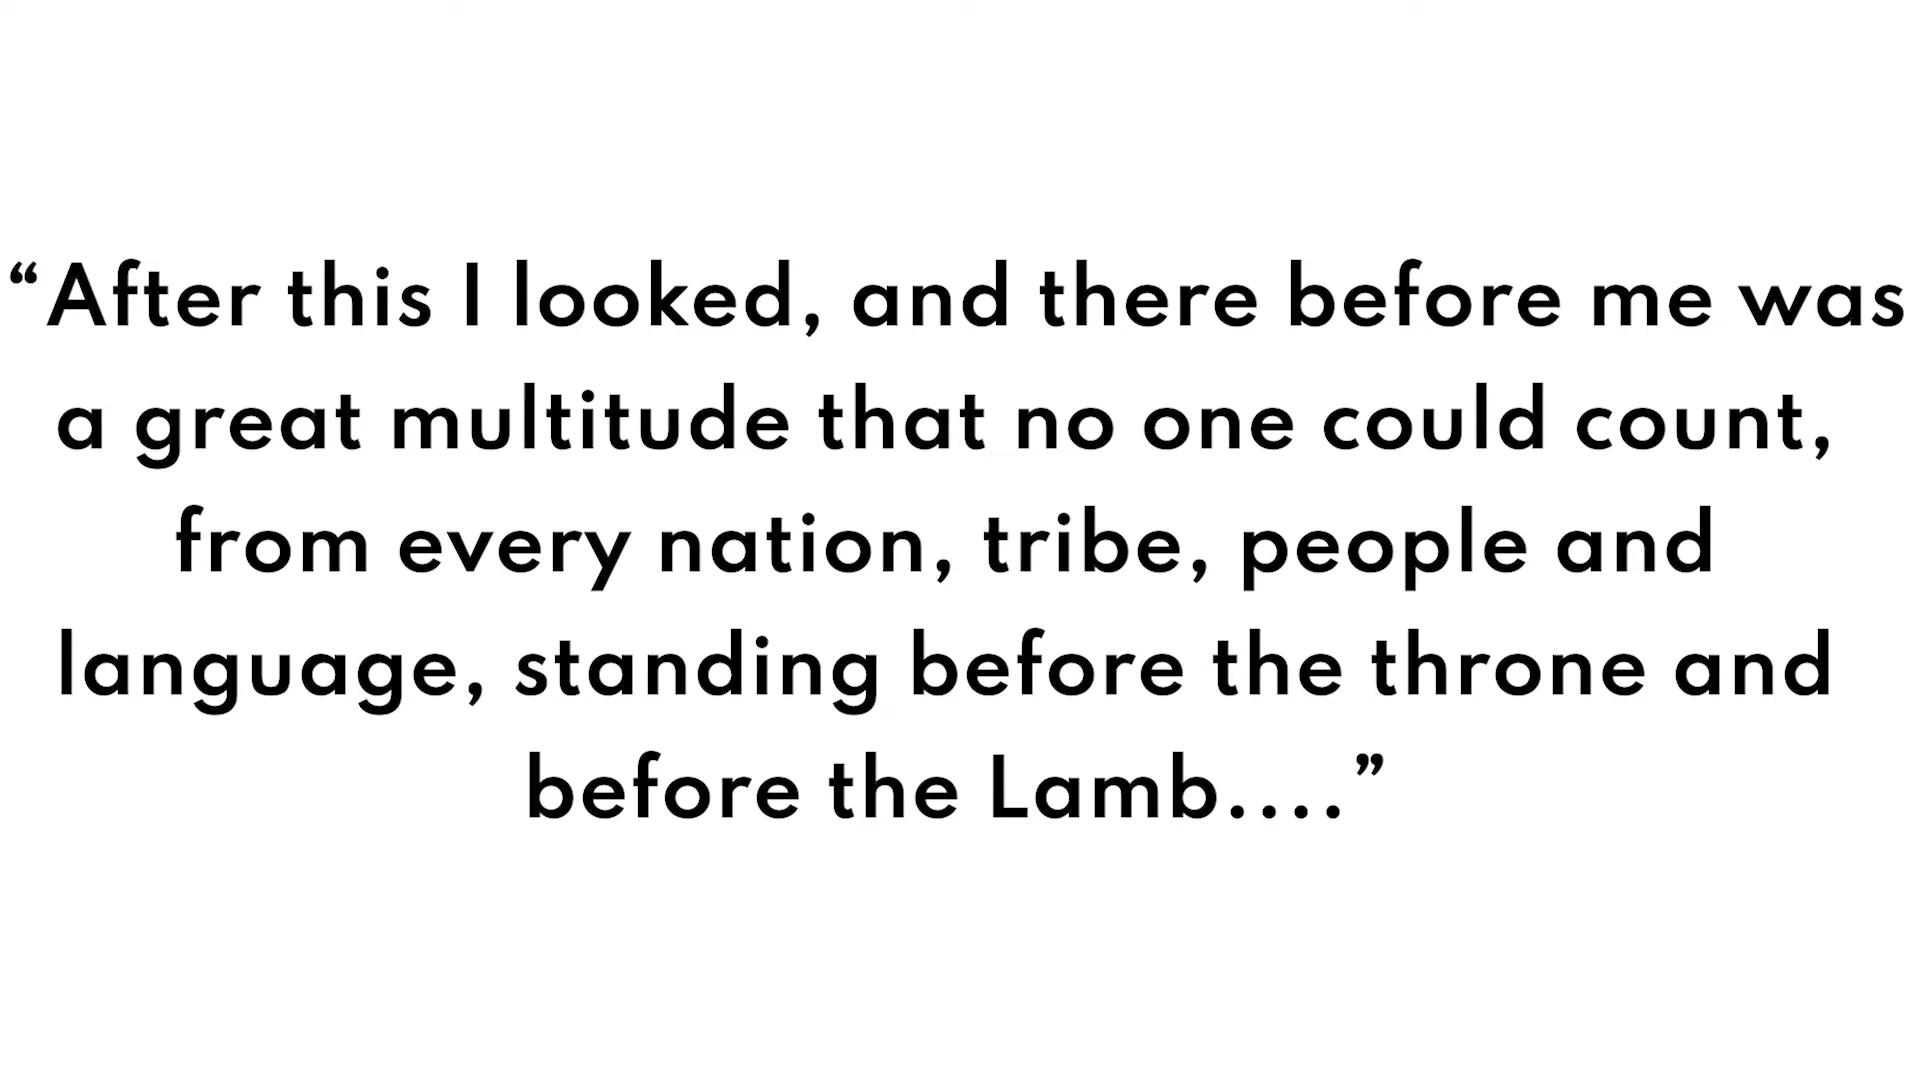 “After this I looked, and there before me was
a great multitude that no one could count,
from every nation, tribe, people and
language, standing before the throne and
before the Lamb....”